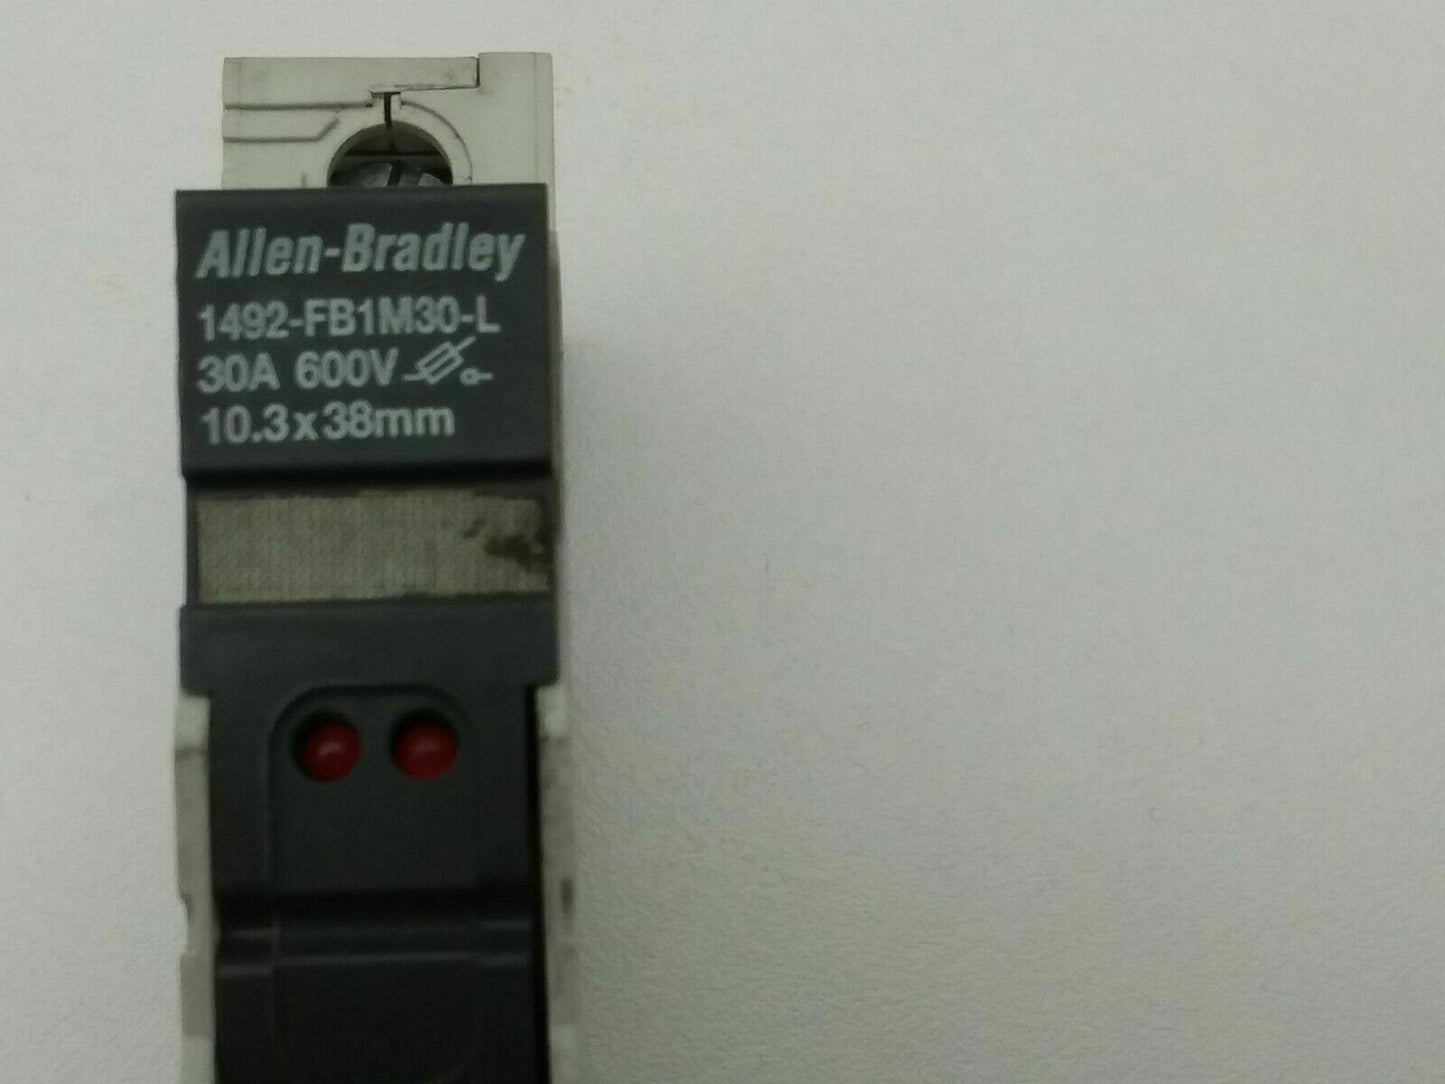 Allen-Bradley
1492-FB1M30-L
30A 600V
10.3x38mm